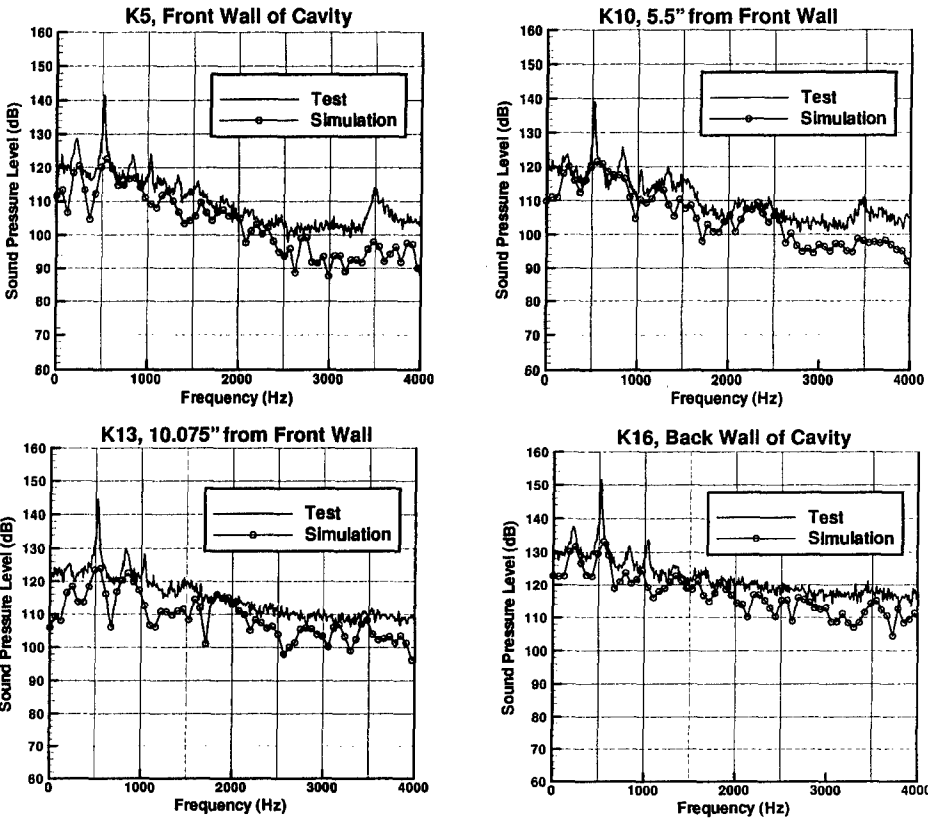 K5, Front Wall of Cavity
160
150
140
130
120
110
100
90
80
70
60
Sound Pressure Level (dB)
Test
Simulation
0 1000 2000 3000 4000
Frequency (Hz)
K10, 5.5" from Front Wall
160
150
140
130
120
110
100
90
80
70
60
Sound Pressure Level (dB)
Test
Simulation
0 1000 2000 3000 4000
Frequency (Hz)
K13, 10.075" from Front Wall
160
150
140
130
120
110
100
90
80
70
60
Sound Pressure Level (dB)
Test
Simulation
0 1000 2000 3000 4000
Frequency (Hz)
K16, Back Wall of Cavity
160
150
140
130
120
110
100
90
80
70
60
Sound Pressure Level (dB)
Test
Simulation
0 1000 2000 3000 4000
Frequency (Hz)